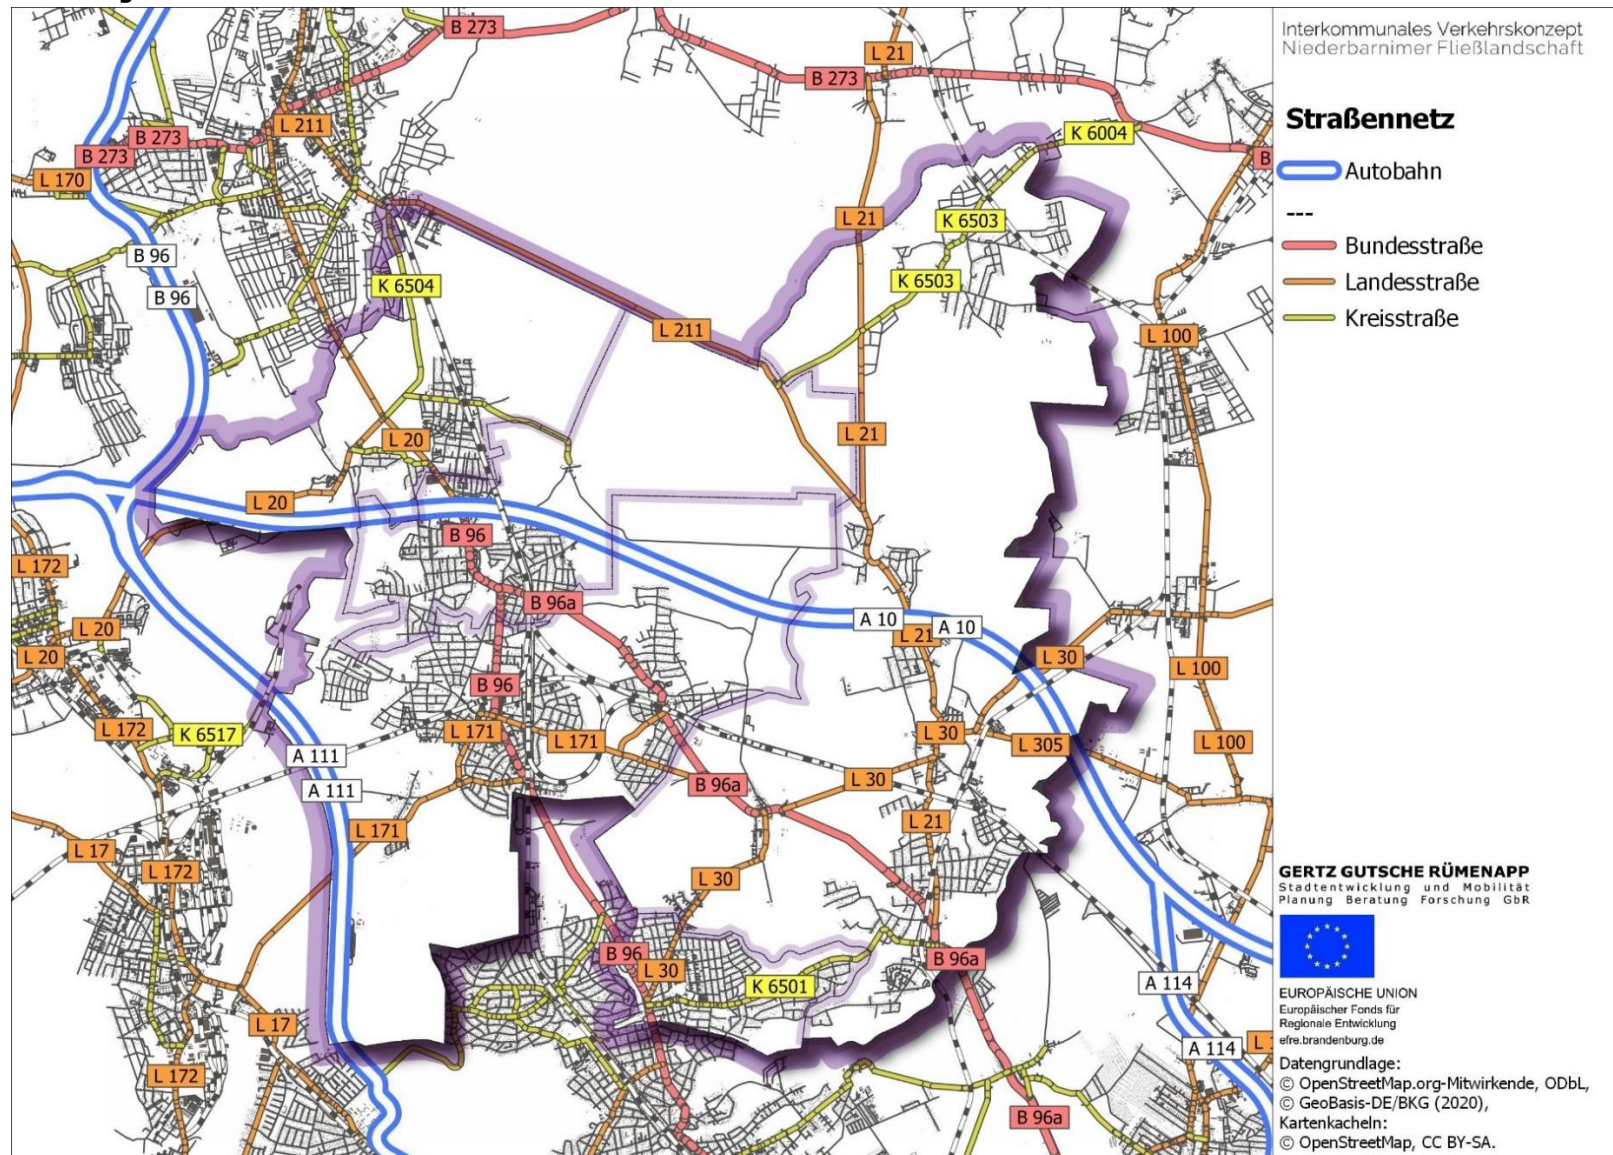 B 273
L 21
B 273
L 211
B 273
B 273
L 170
K 6004
B
L 21
K 6503
B 96
K 6504
K 6503
B 96
L 211
L 100
L 20
L 21
L 20
B 96
L 172
B 96a
A 10
A 10
L 21
L 20
L 20
L 30
L 100
B 96
L 172
K 6517
L 171
L 171
L 30
L 305
L 100
A 111
A 111
B 96a
L 30
L 171
L 21
L 17
L 172
L 30
B 96
L 30
K 6501
B 96a
A 114
L 17
A 114
L 172
B 96a
Interkommunales Verkehrskonzept
Niederbarnimer Fließlandschaft
Straßennetz
Autobahn
---
Bundesstraße
Landesstraße
Kreisstraße
GERTZ GUTSCHE RÜMENAPP
Stadtentwicklung und Mobilität
Planung Beratung Forschung GbR
EUROPÄISCHE UNION
Europäischer Fonds für
Regionale Entwicklung
efre.brandenburg.de
Datengrundlage:
© OpenStreetMap.org-Mitwirkende, ODbL,
© GeoBasis-DE/BKG (2020),
Kartenkacheln:
© OpenStreetMap, CC BY-SA.